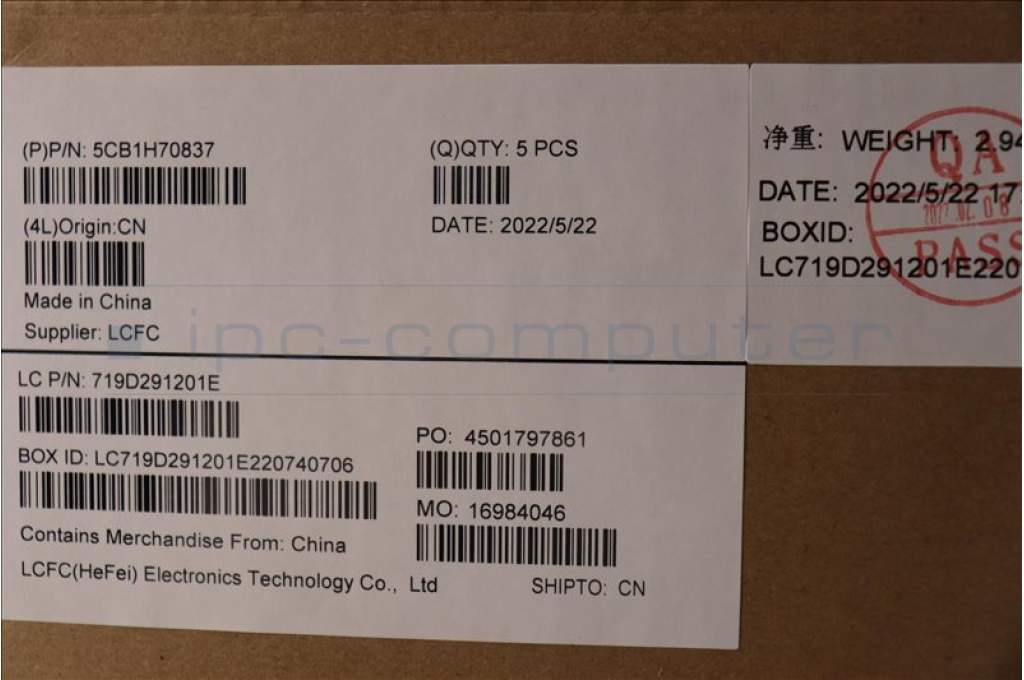 (P)P/N: 5CB1H70837
(Q)QTY: 5 PCS
(4L)Origin:CN
DATE: 2022/5/22
Made in China
Supplier: LCFC
净重: WEIGHT: 2.94
DATE: 2022/5/22 17
BOXID:
LC719D291201E220
QA
PASS
ipc-computer
LC P/N: 719D291201E
BOX ID: LC719D291201E220740706
PO: 4501797861
MO: 16984046
Contains Merchandise From: China
LCFC(HeFei) Electronics Technology Co., Ltd
SHIPTO: CN